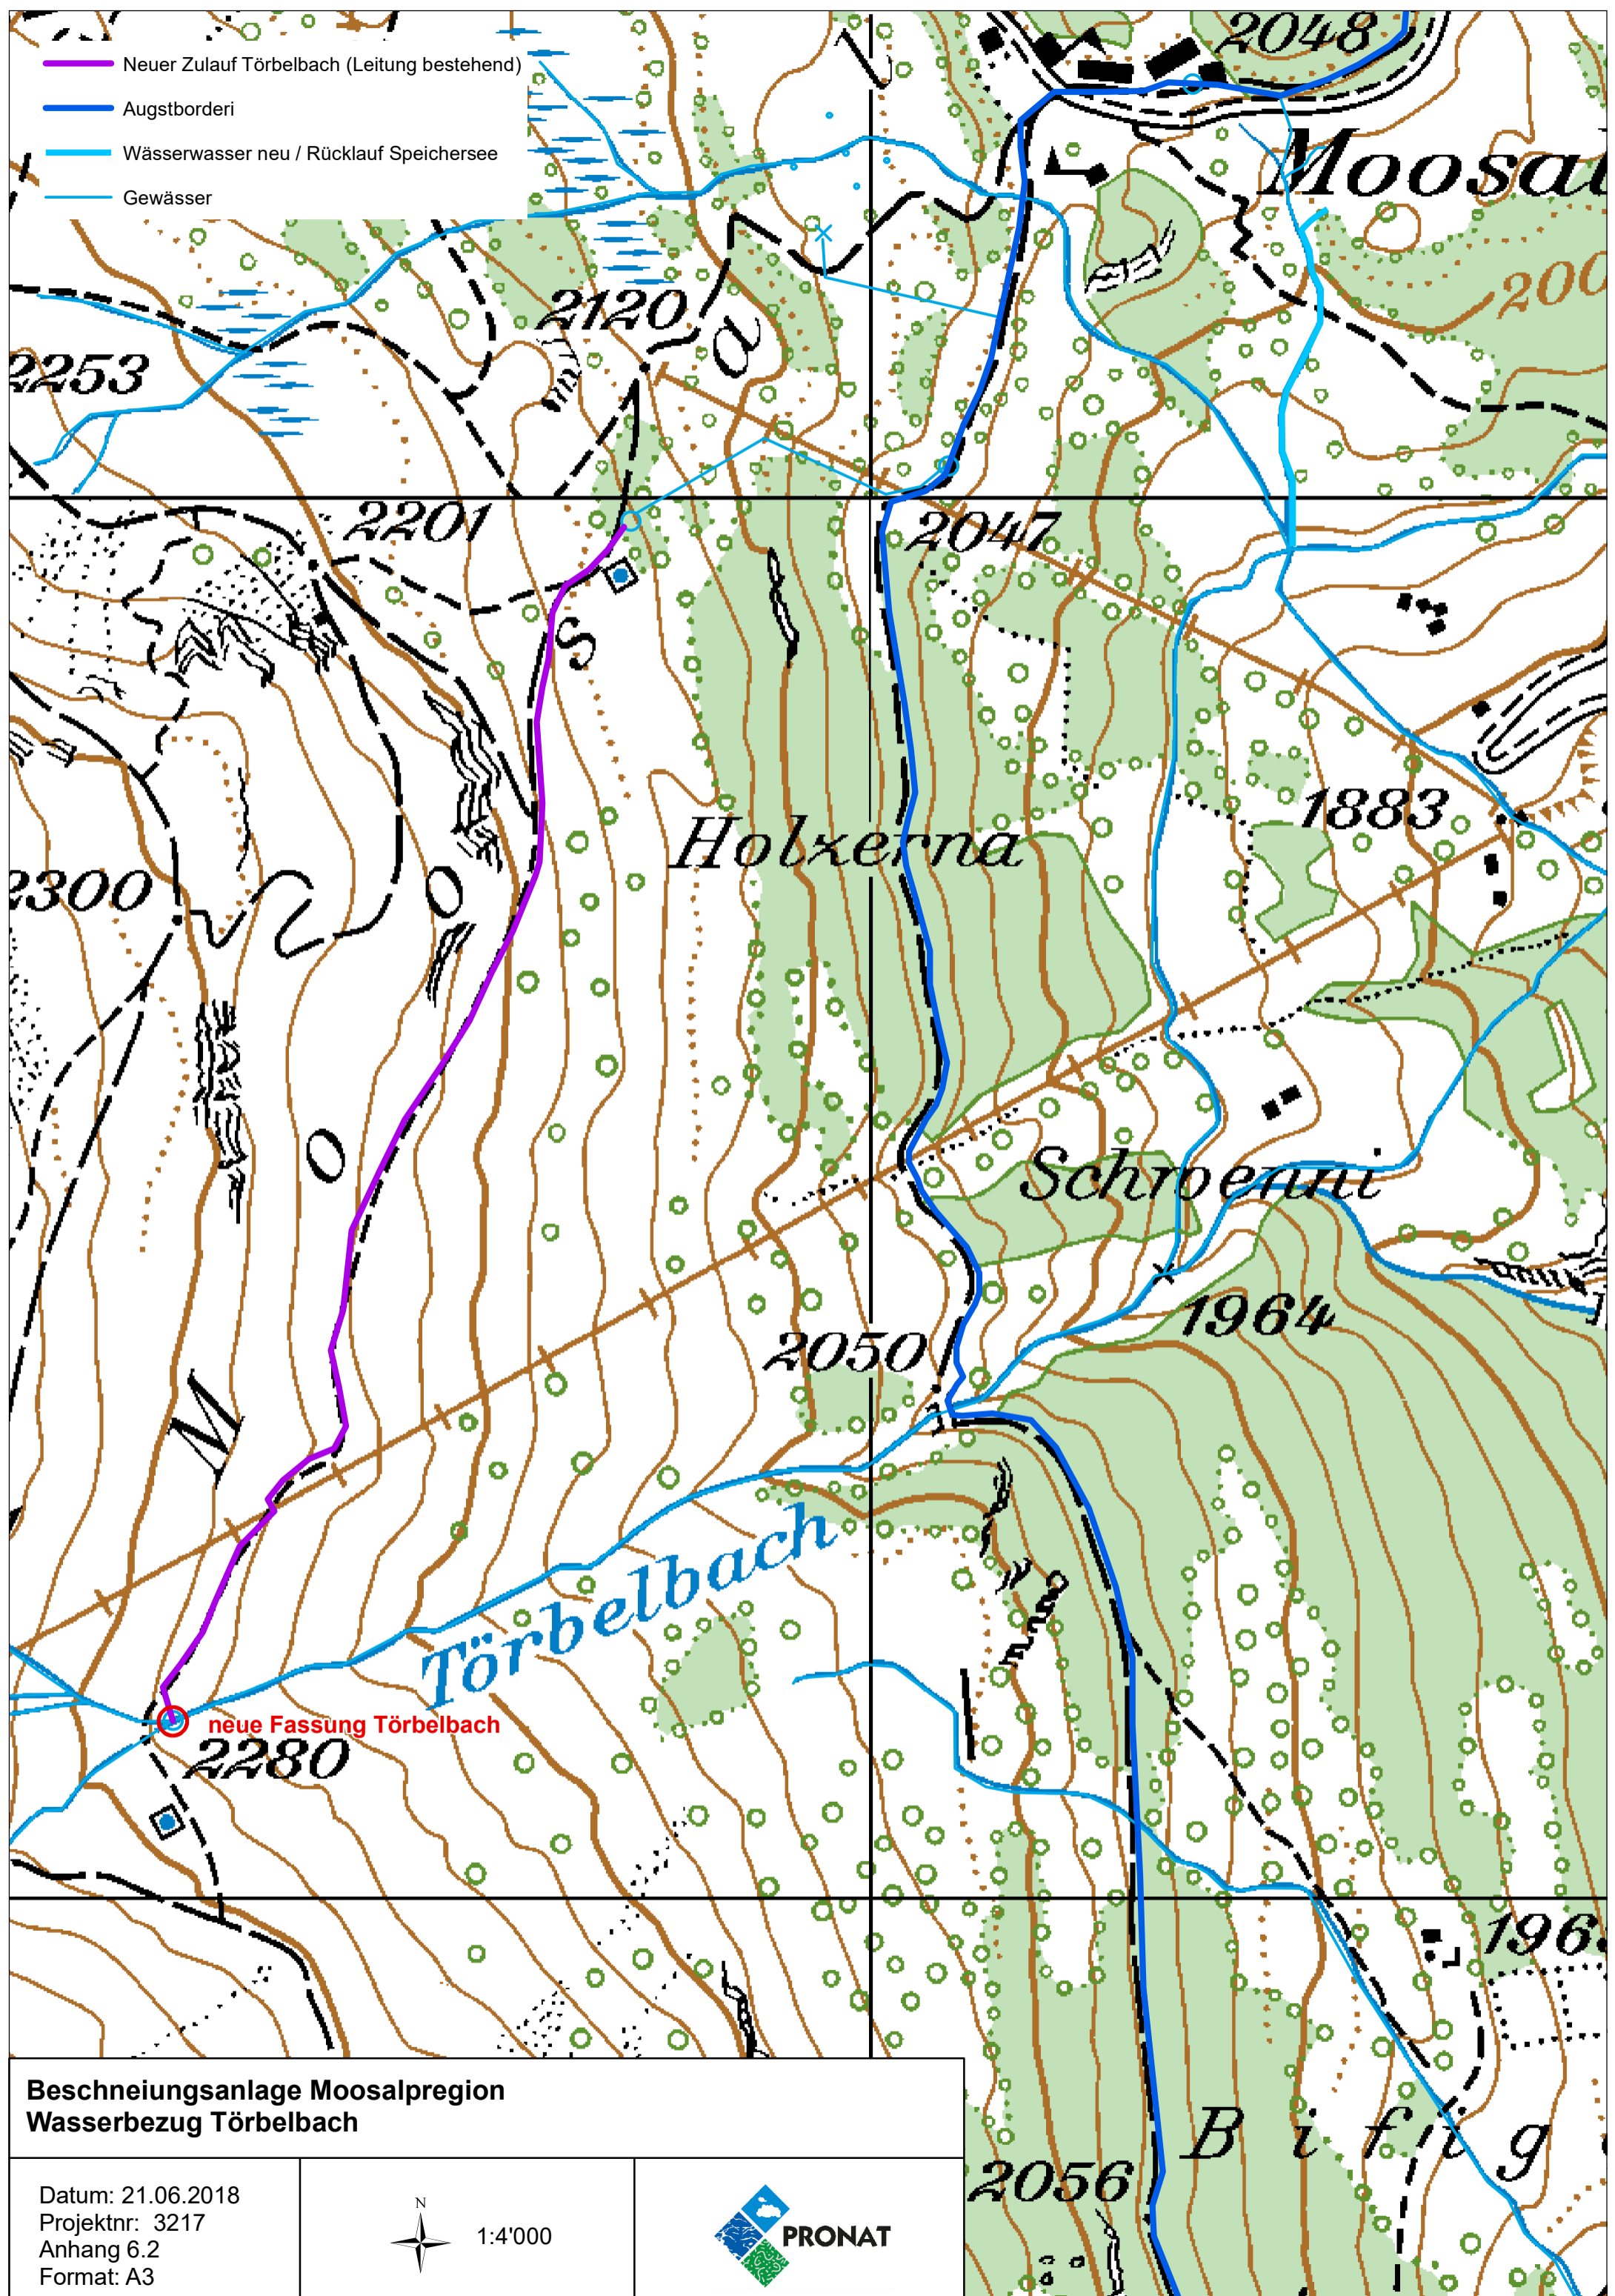 Neuer Zulauf Törbelbach (Leitung bestehend)
Augstborderi
Wässerwasser neu / Rücklauf Speichersee
Gewässer
2048
2120
2253
200
2201
2047
1883
Holzerna
2300
M o o s a l
Schroenni
1964
2050
Törbelbach
neue Fassung Törbelbach
2280
196
B i f i g
2056
Beschneiungsanlage Moosalpregion
Wasserbezug Törbelbach
Datum: 21.06.2018
Projektnr: 3217
Anhang 6.2
Format: A3
N
1:4'000
PRONAT